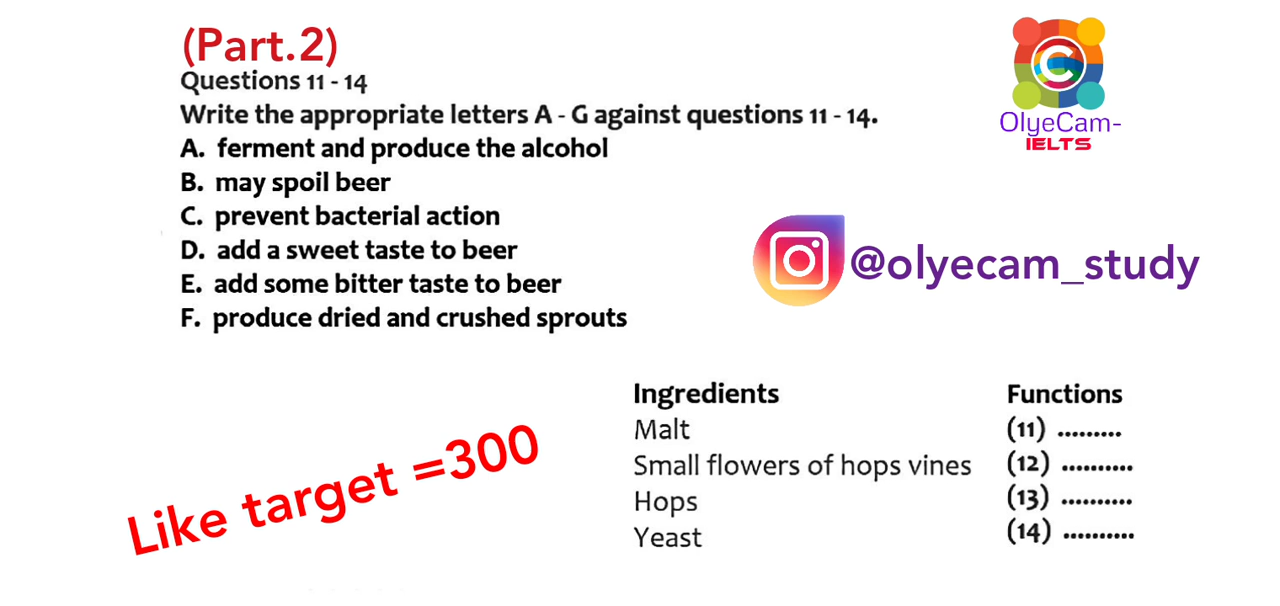 (Part.2)
Questions 11 - 14
Write the appropriate letters A - G against questions 11 - 14.
A. ferment and produce the alcohol
B. may spoil beer
C. prevent bacterial action
D. add a sweet taste to beer
E. add some bitter taste to beer
F. produce dried and crushed sprouts
C
OlyeCam-
IELTS
@olyecam_study
Ingredients Functions
Malt (11) .........
Small flowers of hops vines (12) ..........
Hops (13) ..........
Yeast (14) ..........
Like target =300